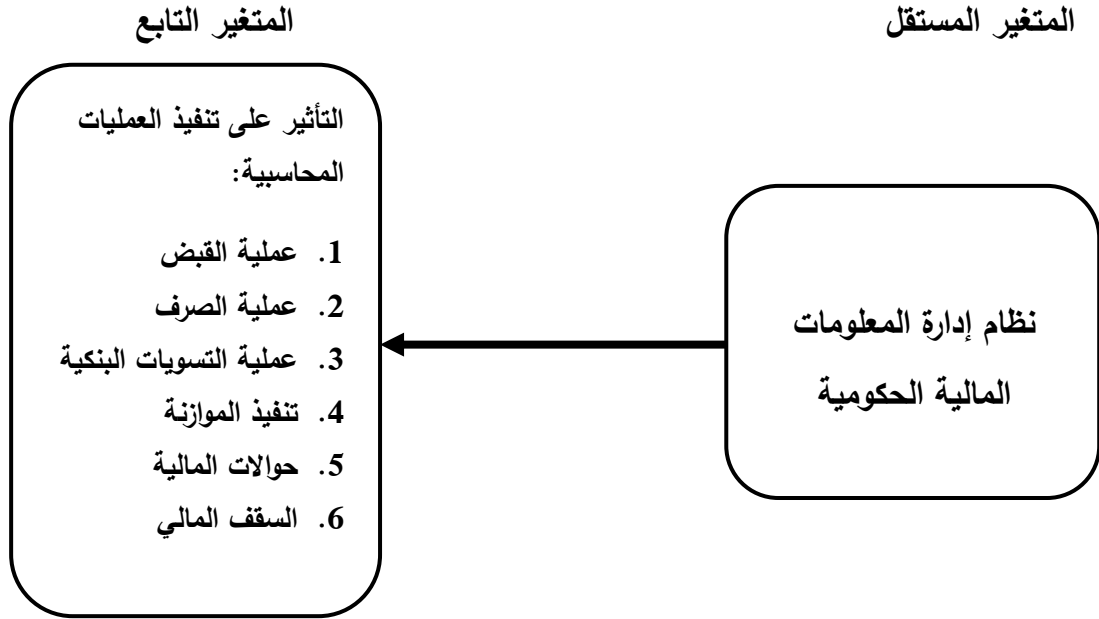 المتغير المستقل
المتغير التابع
نظام إدارة المعلومات
المالية الحكومية
التأثير على تنفيذ العمليات
المحاسبية:
1. عملية القبض
2. عملية الصرف
3. عملية التسويات البنكية
4. تنفيذ الموازنة
5. حوالات المالية
6. السقف المالي